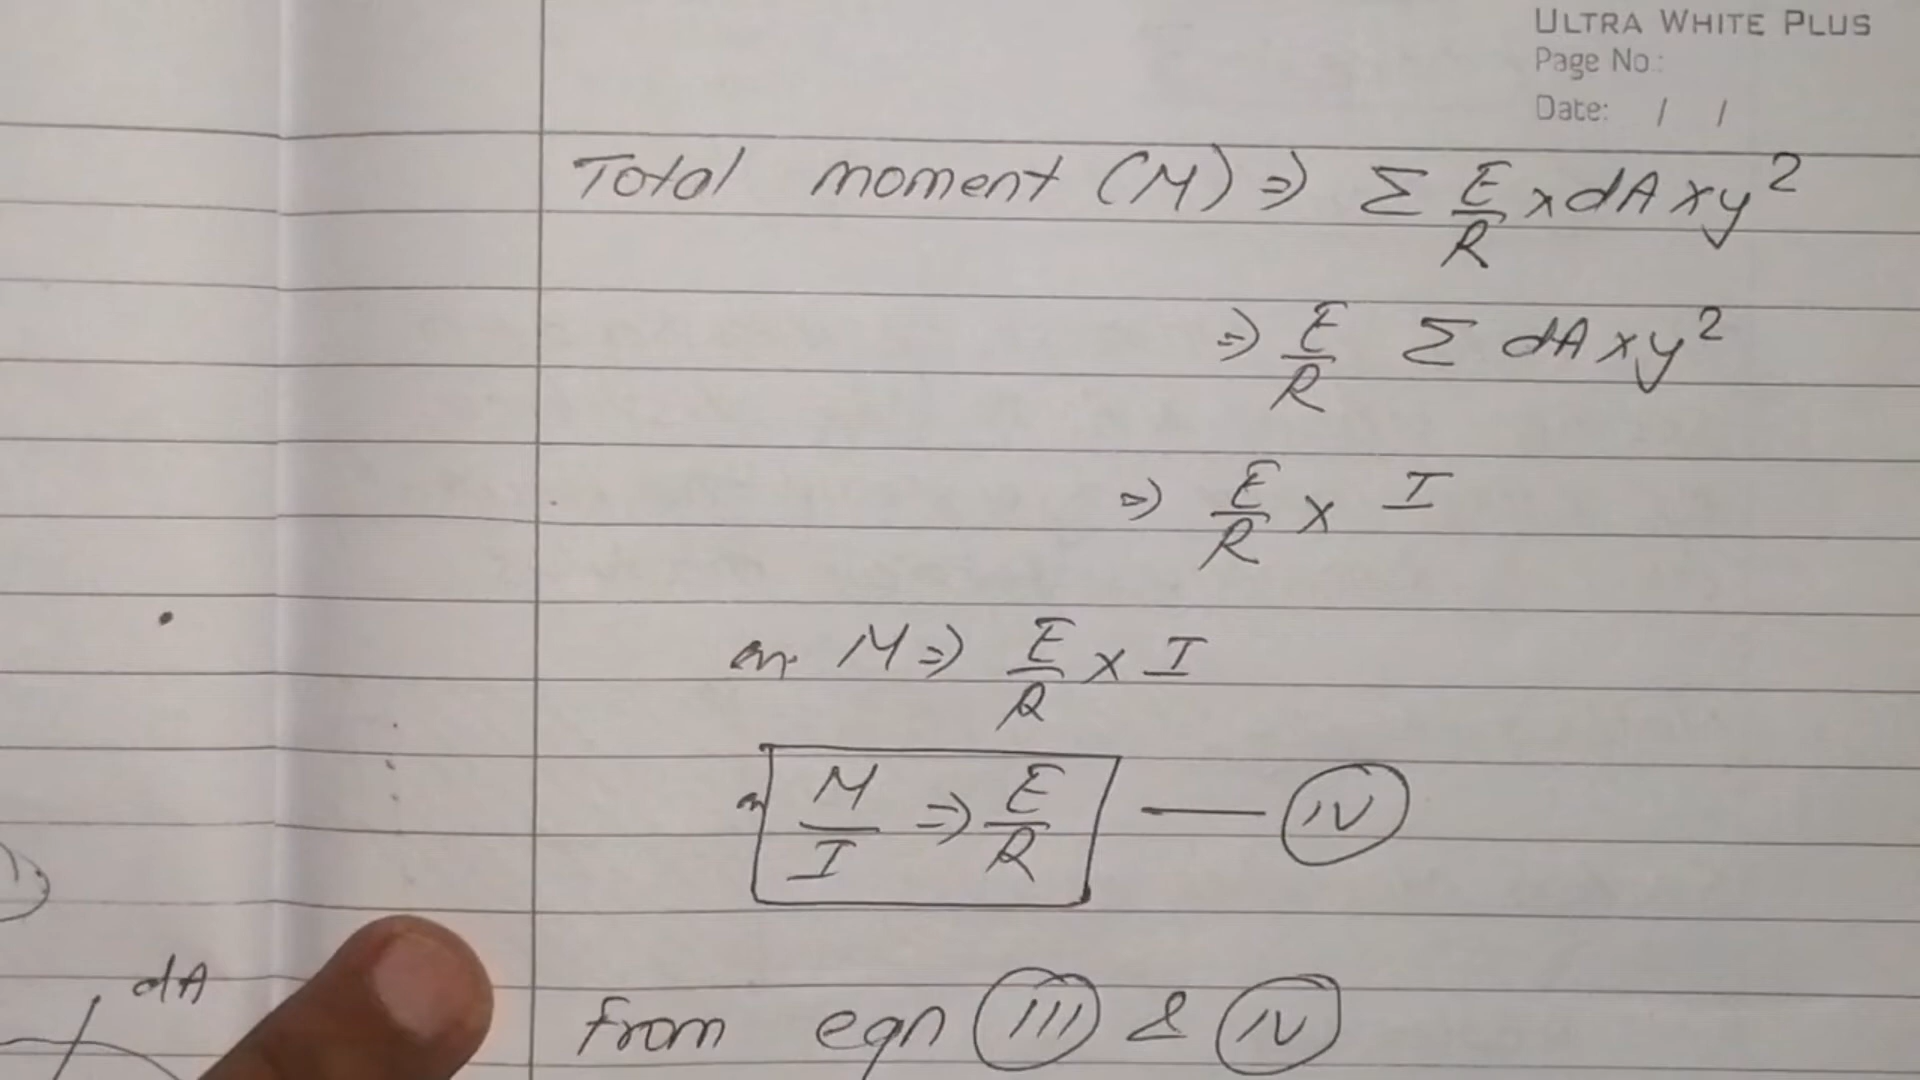 ULTRA WHITE PLUS
Page No.:
Date: / /
Total moment (M) ⇒ Σ E/R x dA x y²
⇒ E/R Σ dA x y²
⇒ E/R x I
or M ⇒ E/R x I
or M/I ⇒ E/R — (IV)
dA
from eqn (III) & (IV)